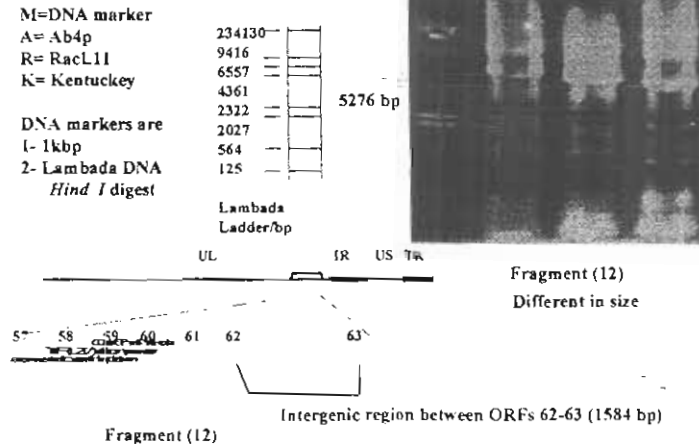 M=DNA marker
A= Ab4p
R= RacL11
K= Kentuckey
DNA markers are
1- 1kbp
2- Lambada DNA
Hind I digest
234130
9416
6557
4361
2322
2027
564
125
Lambada
Ladder/bp
5276 bp
UL IR US TR
Fragment (12)
Different in size
57 58 59 60 61 62 63
Intergenic region between ORFs 62-63 (1584 bp)
Fragment (12)